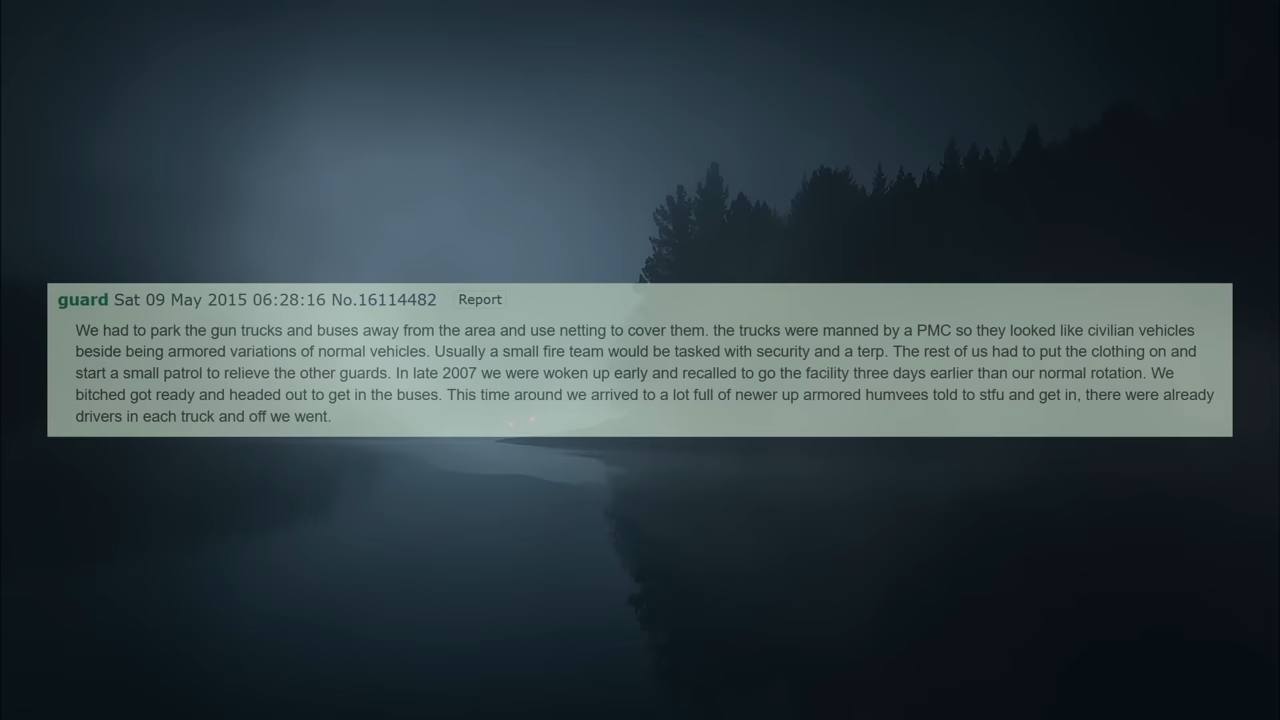 guard Sat 09 May 2015 06:28:16 No.16114482 Report
We had to park the gun trucks and buses away from the area and use netting to cover them. the trucks were manned by a PMC so they looked like civilian vehicles
beside being armored variations of normal vehicles. Usually a small fire team would be tasked with security and a terp. The rest of us had to put the clothing on and
start a small patrol to relieve the other guards. In late 2007 we were woken up early and recalled to go the facility three days earlier than our normal rotation. We
bitched got ready and headed out to get in the buses. This time around we arrived to a lot full of newer up armored humvees told to stfu and get in, there were already
drivers in each truck and off we went.